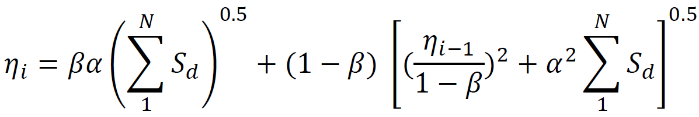 η_i = βα (∑_1^N S_d)^0.5 + (1 − β) [(η_{i−1}/(1 − β))^2 + α^2 ∑_1^N S_d]^0.5